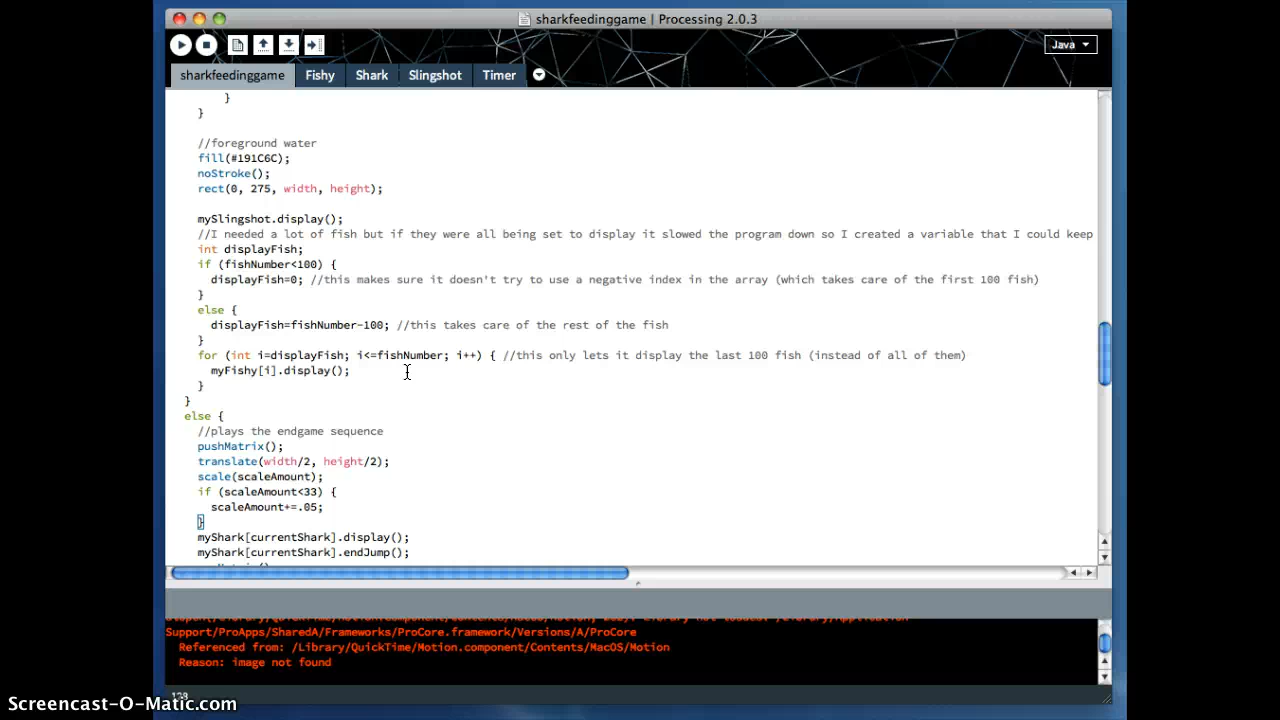 sharkfeedinggame | Processing 2.0.3
Java
sharkfeedinggame Fishy Shark Slingshot Timer
}
}
//foreground water
fill(#191C6C);
noStroke();
rect(0, 275, width, height);
mySlingshot.display();
//I needed a lot of fish but if they were all being set to display it slowed the program down so I created a variable that I could keep
int displayFish;
if (fishNumber<100) {
displayFish=0; //this makes sure it doesn't try to use a negative index in the array (which takes care of the first 100 fish)
}
else {
displayFish=fishNumber-100; //this takes care of the rest of the fish
}
for (int i=displayFish; i<=fishNumber; i++) { //this only lets it display the last 100 fish (instead of all of them)
myFishy[i].display();
}
}
else {
//plays the endgame sequence
pushMatrix();
translate(width/2, height/2);
scale(scaleAmount);
if (scaleAmount<33) {
scaleAmount+=.05;
}
myShark[currentShark].display();
myShark[currentShark].endJump();
Support/ProApps/SharedA/Frameworks/ProCore.framework/Versions/A/ProCore
Referenced from: /Library/QuickTime/Motion.component/Contents/MacOS/Motion
Reason: image not found
Screencast-O-Matic.com